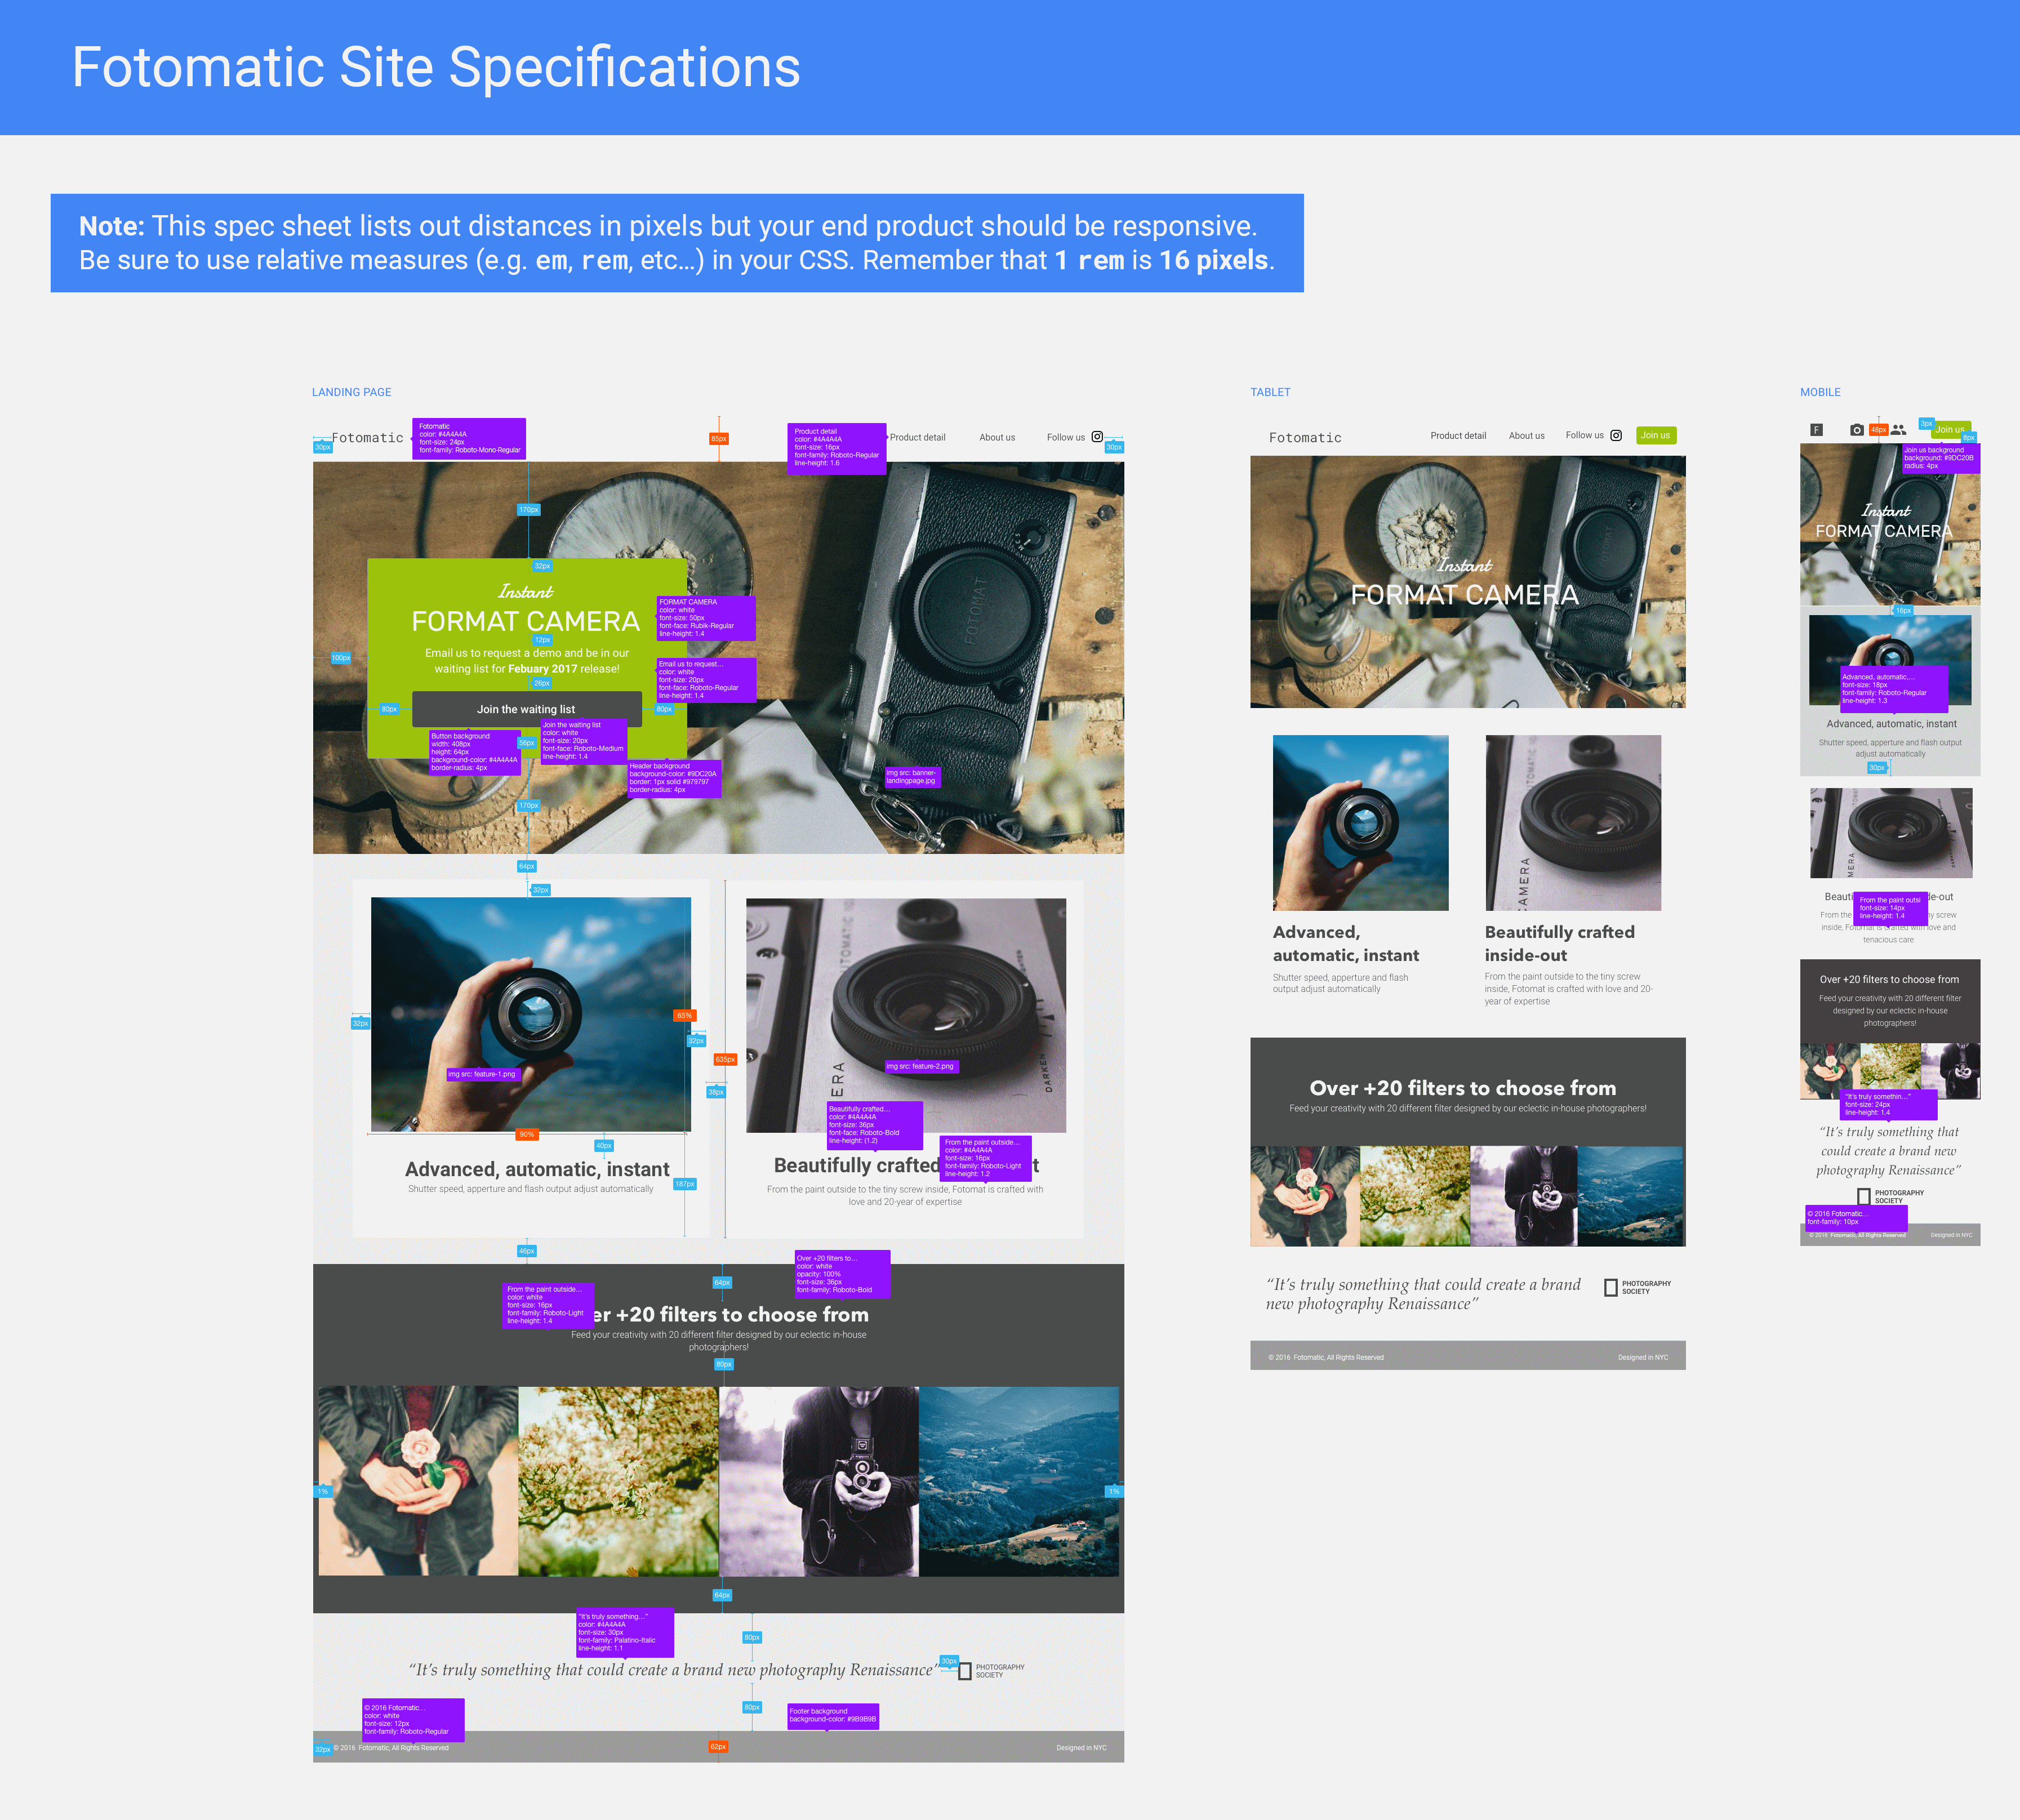 Fotomatic Site Specifications
Note: This spec sheet lists out distances in pixels but your end product should be responsive.
Be sure to use relative measures (e.g. em, rem, etc…) in your CSS. Remember that 1 rem is 16 pixels.
LANDING PAGE
30px
Fotomatic
Fotomatic
color: #4A4A4A
font-size: 24px
font-family: Roboto-Mono-Regular
85px
Product detail
color: #4A4A4A
font-size: 16px
font-family: Roboto-Regular
line-height: 1.6
Product detail
About us
Follow us
30px
170px
32px
Instant
FORMAT CAMERA
12px
FORMAT CAMERA
color: white
font-size: 50px
font-face: Rubik-Regular
line-height: 1.4
100px
Email us to request a demo and be in our
waiting list for Febuary 2017 release!
26px
Email us to request…
color: white
font-size: 20px
font-face: Roboto-Regular
line-height: 1.4
80px
Join the waiting list
80px
Button background
width: 408px
height: 64px
background-color: #4A4A4A
border-radius: 4px
56px
Join the waiting list
color: white
font-size: 20px
font-face: Roboto-Medium
line-height: 1.4
Header background
background-color: #9DC20A
border: 1px solid #979797
border-radius: 4px
img src: banner-
landingpage.jpg
FOTOMAT
170px
64px
32px
32px
65%
32px
img src: feature-1.png
90%
40px
Advanced, automatic, instant
Shutter speed, apperture and flash output adjust automatically
187px
46px
635px
38px
img src: feature-2.png
ERA
DARKEN
Beautifully crafted…
color: #4A4A4A
font-size: 36px
font-face: Roboto-Bold
line-height: (1.2)
From the paint outside…
color: #4A4A4A
font-size: 16px
font-family: Roboto-Light
line-height: 1.2
Beautifully crafted
From the paint outside to the tiny screw inside, Fotomat is crafted with
love and 20-year of expertise
64px
Over +20 filters to…
color: white
opacity: 100%
font-size: 36px
font-family: Roboto-Bold
From the paint outside…
color: white
font-size: 16px
font-family: Roboto-Light
line-height: 1.4
er +20 filters to choose from
Feed your creativity with 20 different filter designed by our eclectic in-house
photographers!
80px
1%
1%
64px
"It's truly something…"
color: #4A4A4A
font-size: 30px
font-family: Palatino-Italic
line-height: 1.1
80px
“It’s truly something that could create a brand new photography Renaissance”
30px
PHOTOGRAPHY
SOCIETY
80px
© 2016 Fotomatic…
color: white
font-size: 12px
font-family: Roboto-Regular
Footer background
background-color: #9B9B9B
32px
© 2016 Fotomatic, All Rights Reserved
82px
Designed in NYC
TABLET
Fotomatic
Product detail
About us
Follow us
Join us
Instant
FORMAT CAMERA
CAMERA
Advanced,
automatic, instant
Shutter speed, apperture and flash
output adjust automatically
Beautifully crafted
inside-out
From the paint outside to the tiny screw
inside, Fotomat is crafted with love and 20-
year of expertise
Over +20 filters to choose from
Feed your creativity with 20 different filter designed by our eclectic in-house photographers!
“It’s truly something that could create a brand
new photography Renaissance”
PHOTOGRAPHY
SOCIETY
© 2016 Fotomatic, All Rights Reserved
Designed in NYC
MOBILE
F
48px
3px
Join us
8px
Join us background
background: #9DC20B
radius: 4px
Instant
FORMAT CAMERA
16px
Advanced, automatic,…
font-size: 18px
font-family: Roboto-Regular
line-height: 1.3
Advanced, automatic, instant
Shutter speed, apperture and flash output
adjust automatically
30px
From the paint outsi
font-size: 14px
line-height: 1.4
inside, Fotomat is crafted with love and
tenacious care
Over +20 filters to choose from
Feed your creativity with 20 different filter
designed by our eclectic in-house
photographers!
"It's truly somethin…"
font-size: 24px
line-height: 1.4
“It’s truly something that
could create a brand new
photography Renaissance”
PHOTOGRAPHY
SOCIETY
© 2016 Fotomatic…
font-family: 10px
© 2016 Fotomatic, All Rights Reserved
Designed in NYC